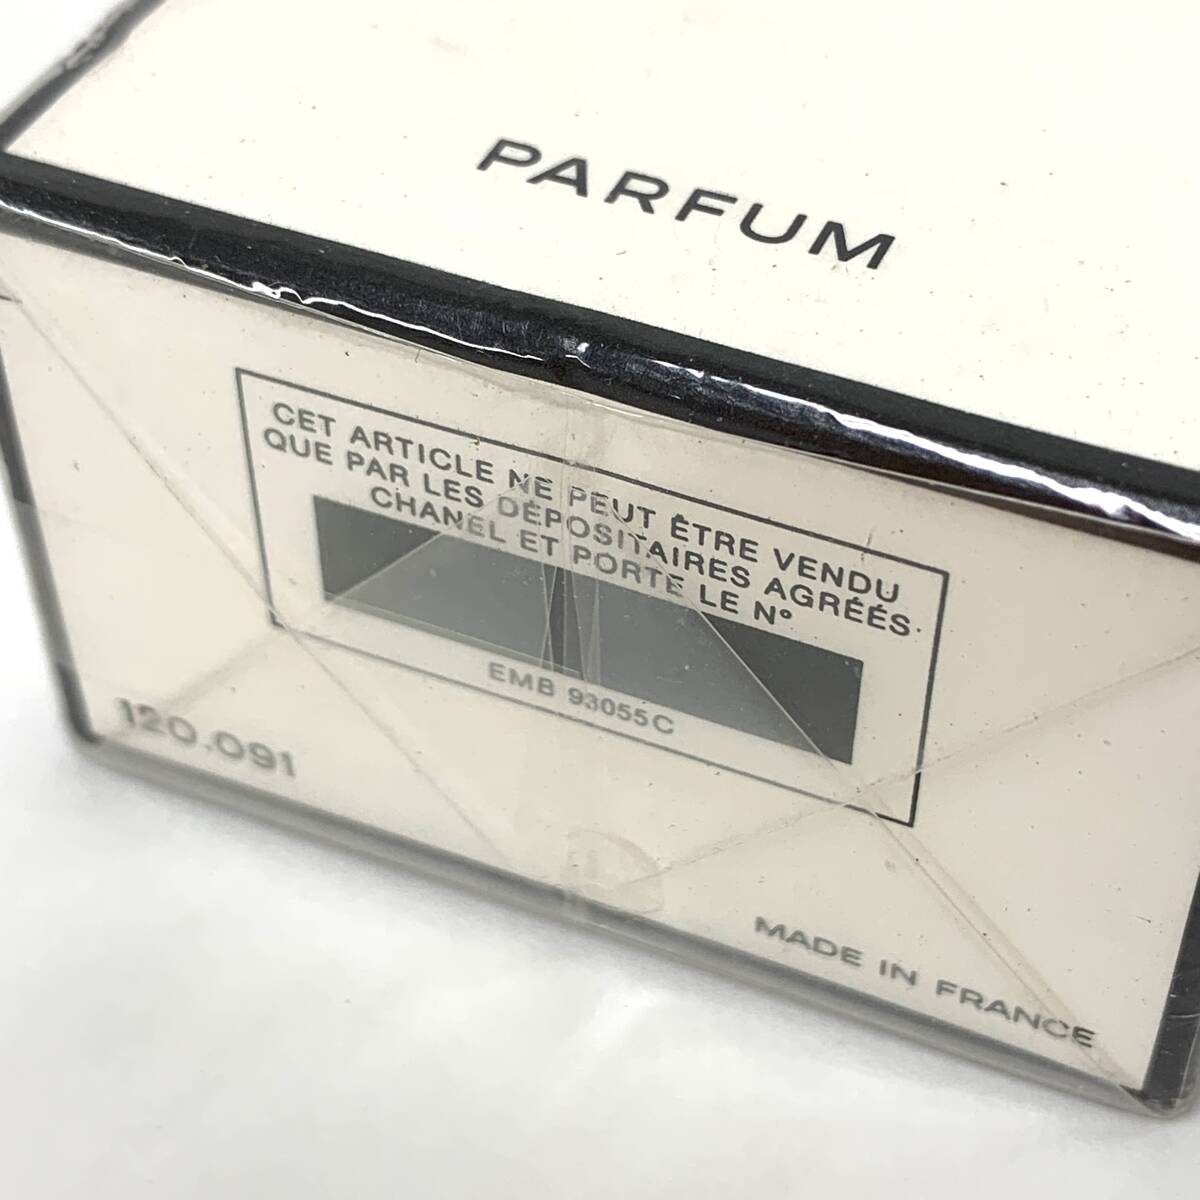 PARFUM
CET ARTICLE NE PEUT ÊTRE VENDU
QUE PAR LES DÉPOSITAIRES AGRÉÉS
CHANEL ET PORTE LE N°
EMB 93055C
120.091
MADE IN FRANCE